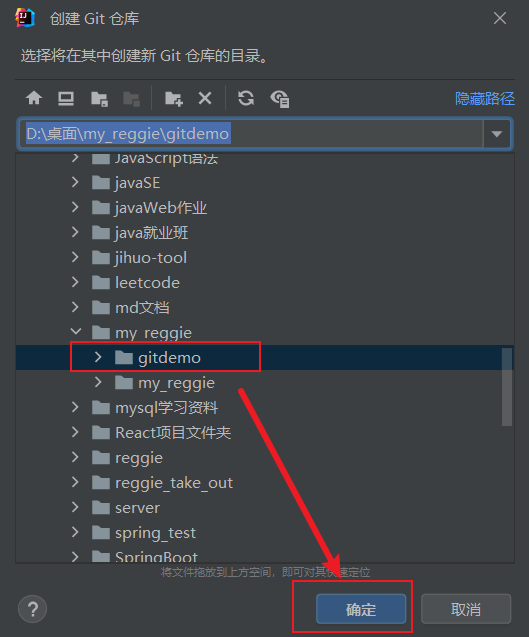 创建 Git 仓库
选择将在其中创建新 Git 仓库的目录。
隐藏路径
D:\桌面\my_reggie\gitdemo
JavaScript语法
javaSE
javaWeb作业
java就业班
jihuo-tool
leetcode
md文档
my_reggie
gitdemo
my_reggie
mysql学习资料
React项目文件夹
reggie
reggie_take_out
server
spring_test
SpringBoot
将文件拖放到上方空间，即可对其快速定位
?
确定
取消